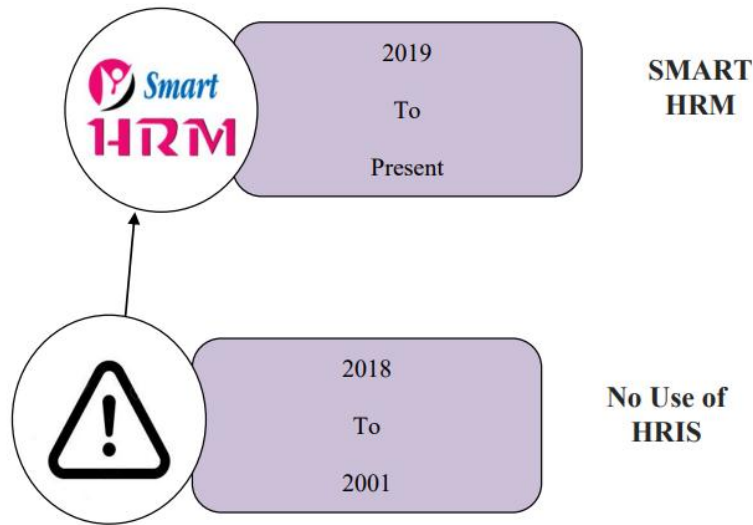 Smart
HRM
2019
To
Present
SMART
HRM
2018
To
2001
No Use of
HRIS